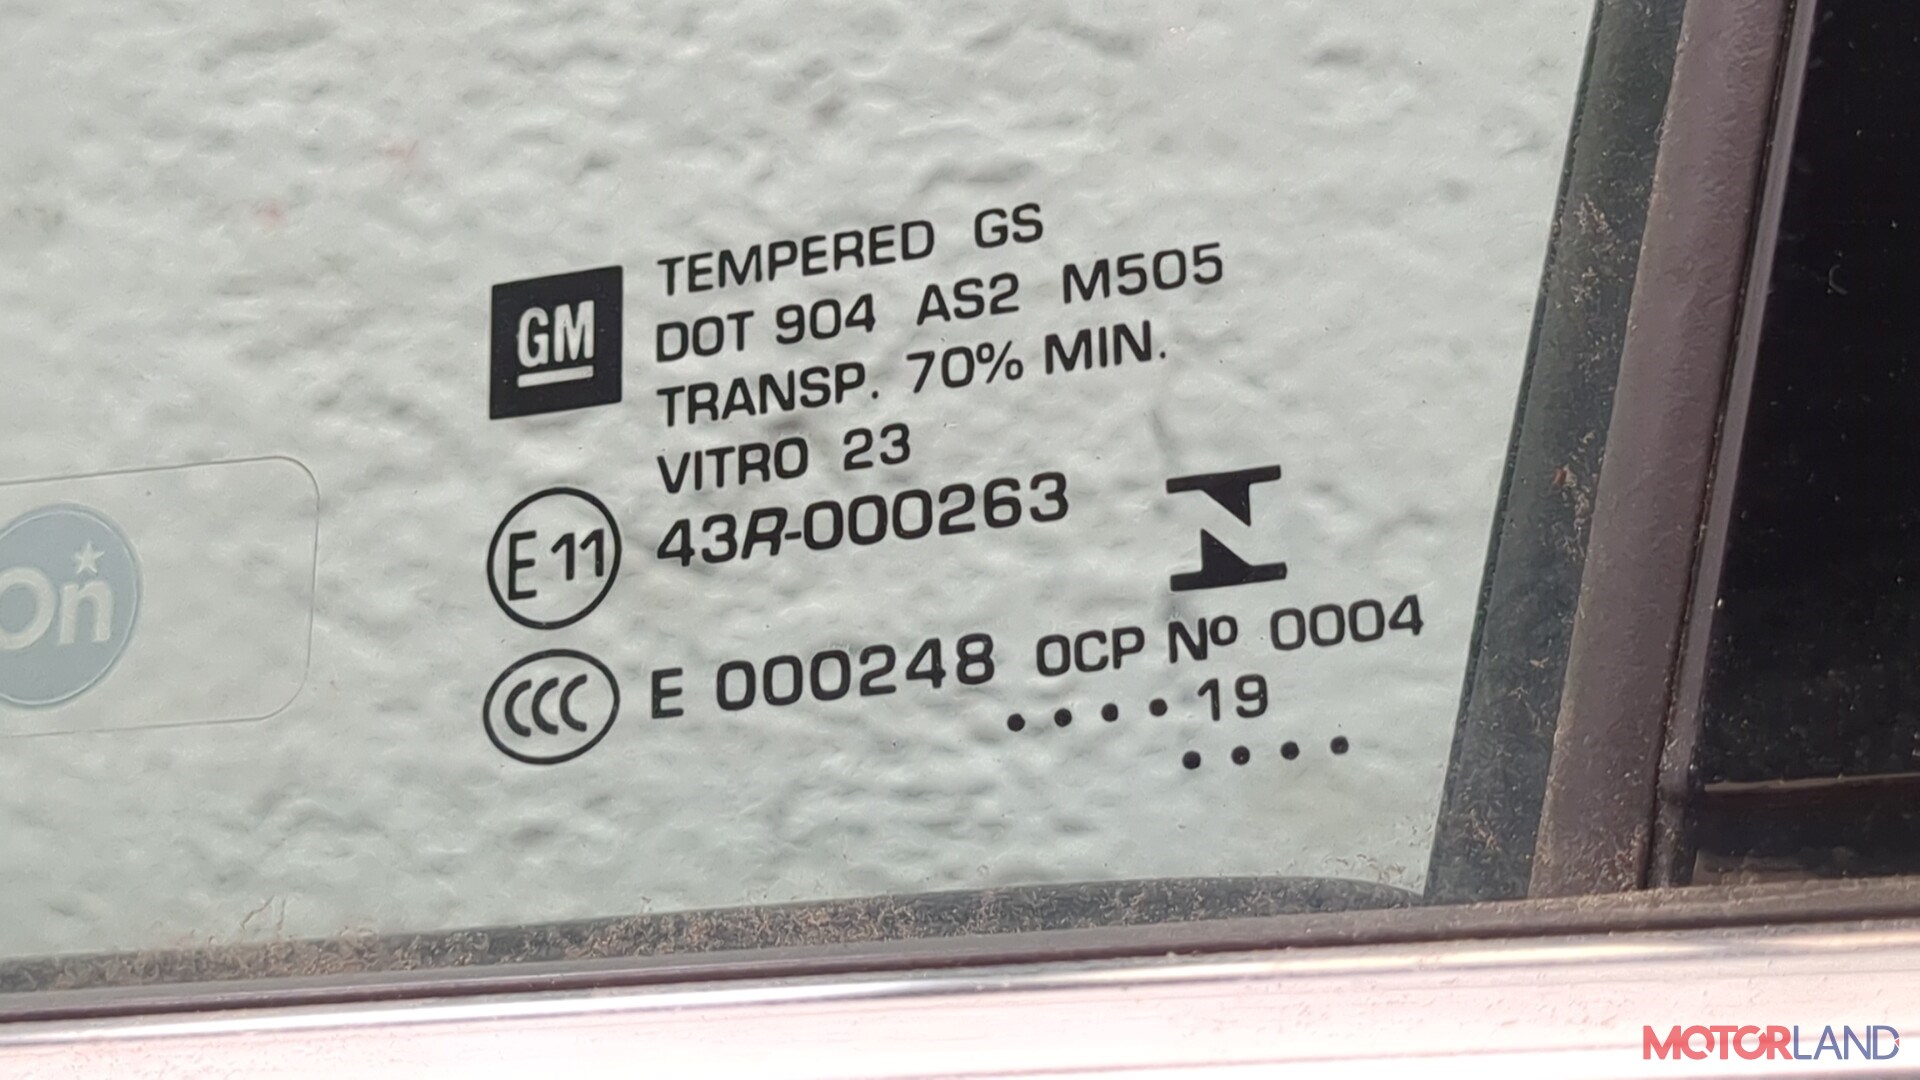 TEMPERED GS
GM
DOT 904 AS2 M505
TRANSP. 70% MIN.
VITRO 23
E 11 43R-000263
CCC E 000248 OCP Nº 0004
• • • • 19
• • • •
On
MOTORLAND